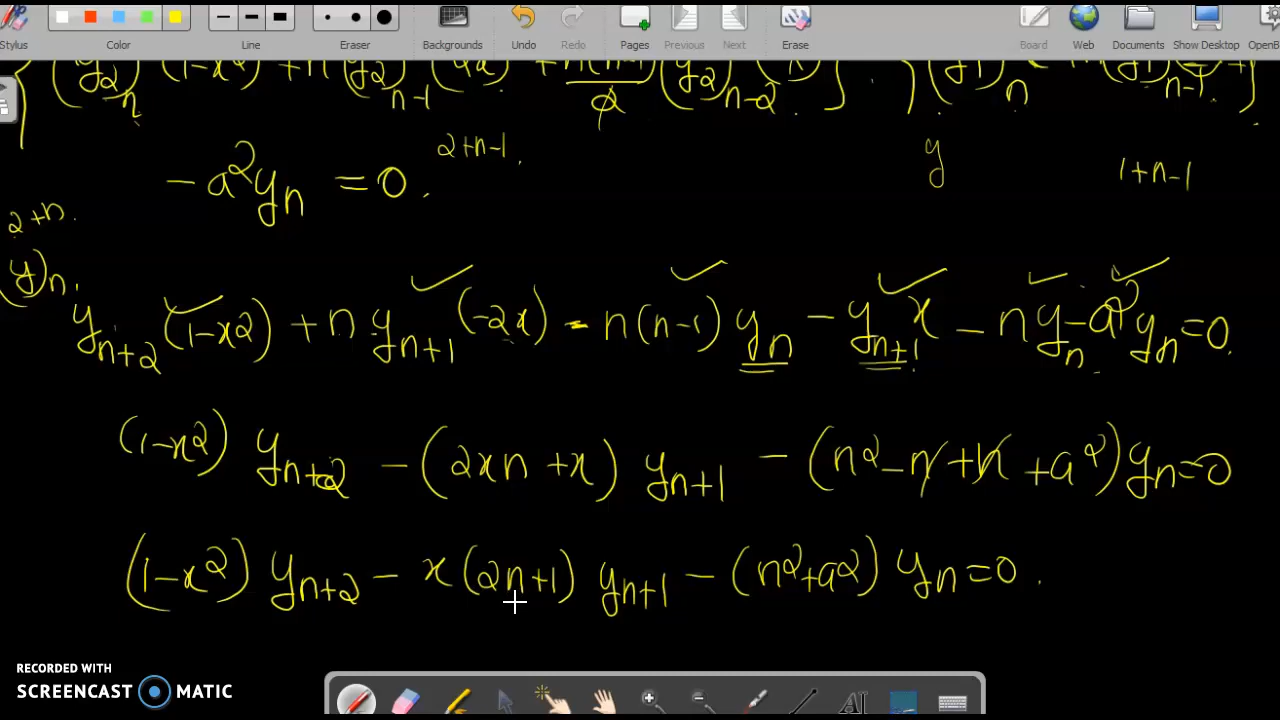 Stylus Color Line Eraser Backgrounds Undo Redo Pages Previous Next Erase Board Web Documents Show Desktop
- a²yₙ = 0.
2+n-1.
y
1+n-1
2+n.
(y)ₙ.
yₙ₊₂ (1-x²) + n yₙ₊₁ (-2x) - n(n-1) yₙ - yₙ₊₁ x - n yₙ - a² yₙ = 0.
(1-x²) yₙ₊₂ - (2xn + x) yₙ₊₁ - (n² - n + n + a²) yₙ = 0
(1-x²) yₙ₊₂ - x(2n+1) yₙ₊₁ - (n²+a²) yₙ = 0.
RECORDED WITH
SCREENCAST MATIC